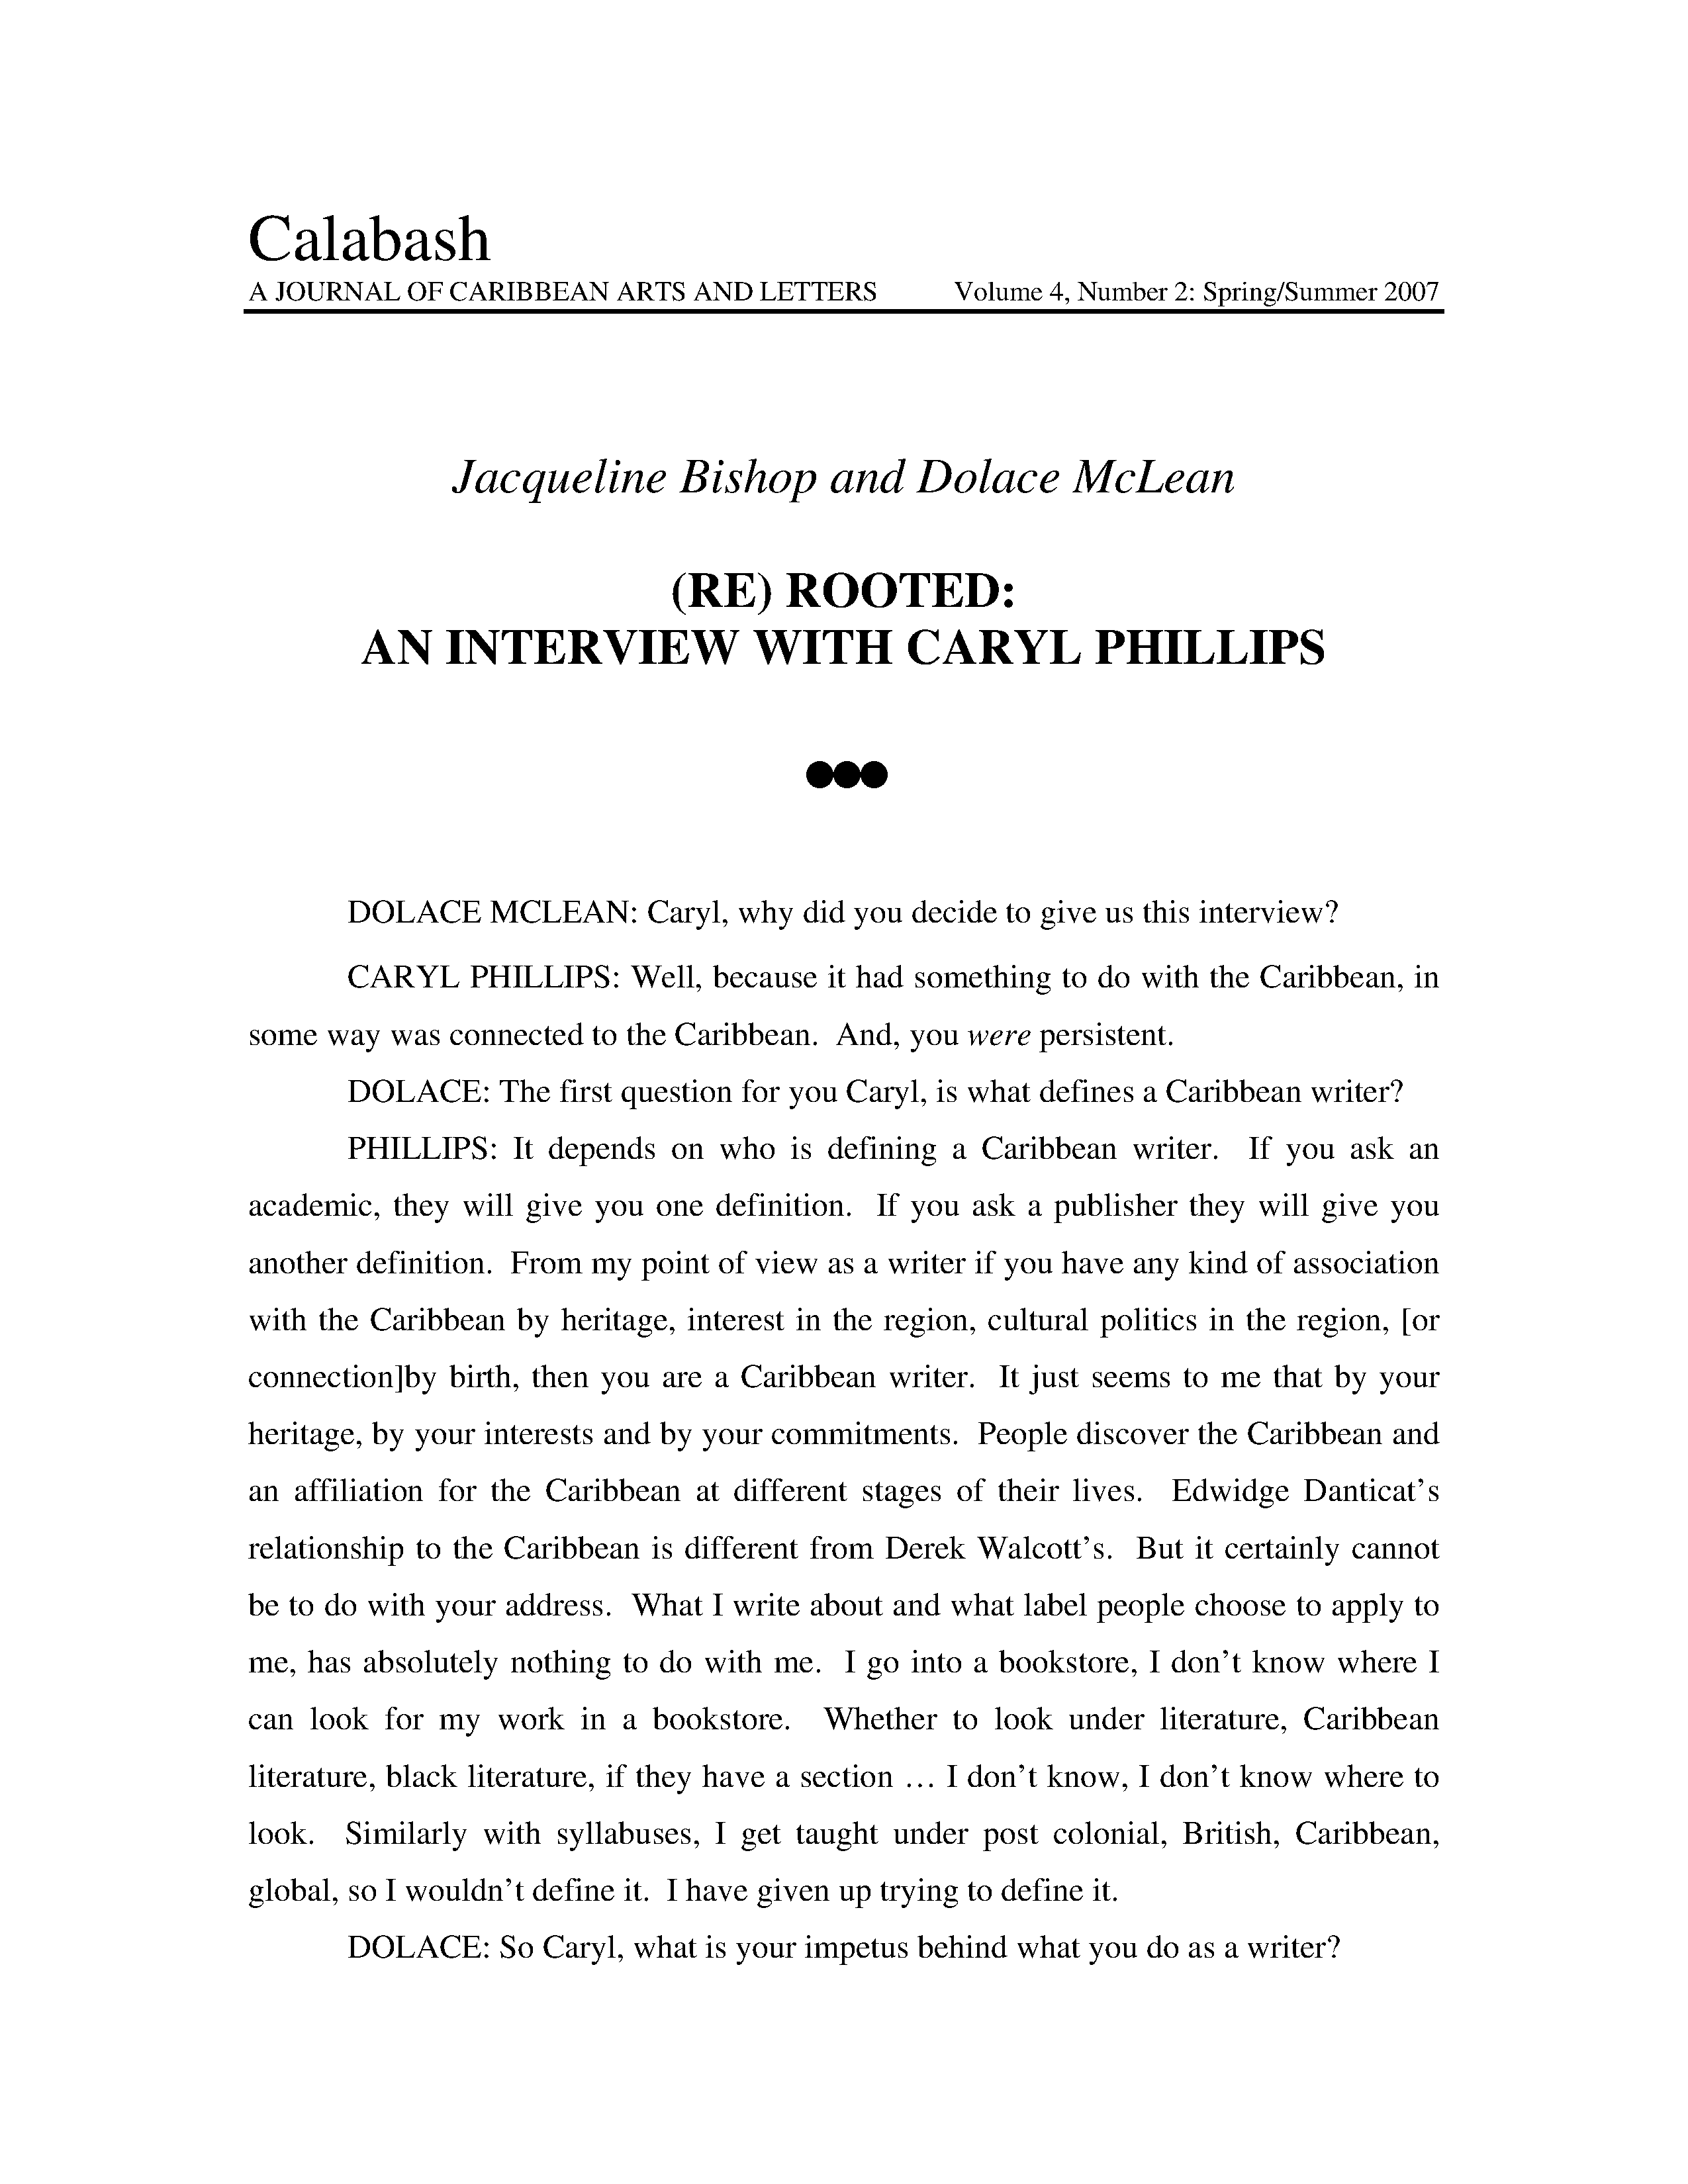 Calabash
A JOURNAL OF CARIBBEAN ARTS AND LETTERS Volume 4, Number 2: Spring/Summer 2007
Jacqueline Bishop and Dolace McLean
(RE) ROOTED:
AN INTERVIEW WITH CARYL PHILLIPS
DOLACE MCLEAN: Caryl, why did you decide to give us this interview?
CARYL PHILLIPS: Well, because it had something to do with the Caribbean, in
some way was connected to the Caribbean. And, you were persistent.
DOLACE: The first question for you Caryl, is what defines a Caribbean writer?
PHILLIPS: It depends on who is defining a Caribbean writer. If you ask an
academic, they will give you one definition. If you ask a publisher they will give you
another definition. From my point of view as a writer if you have any kind of association
with the Caribbean by heritage, interest in the region, cultural politics in the region, [or
connection]by birth, then you are a Caribbean writer. It just seems to me that by your
heritage, by your interests and by your commitments. People discover the Caribbean and
an affiliation for the Caribbean at different stages of their lives. Edwidge Danticat’s
relationship to the Caribbean is different from Derek Walcott’s. But it certainly cannot
be to do with your address. What I write about and what label people choose to apply to
me, has absolutely nothing to do with me. I go into a bookstore, I don’t know where I
can look for my work in a bookstore. Whether to look under literature, Caribbean
literature, black literature, if they have a section … I don’t know, I don’t know where to
look. Similarly with syllabuses, I get taught under post colonial, British, Caribbean,
global, so I wouldn’t define it. I have given up trying to define it.
DOLACE: So Caryl, what is your impetus behind what you do as a writer?